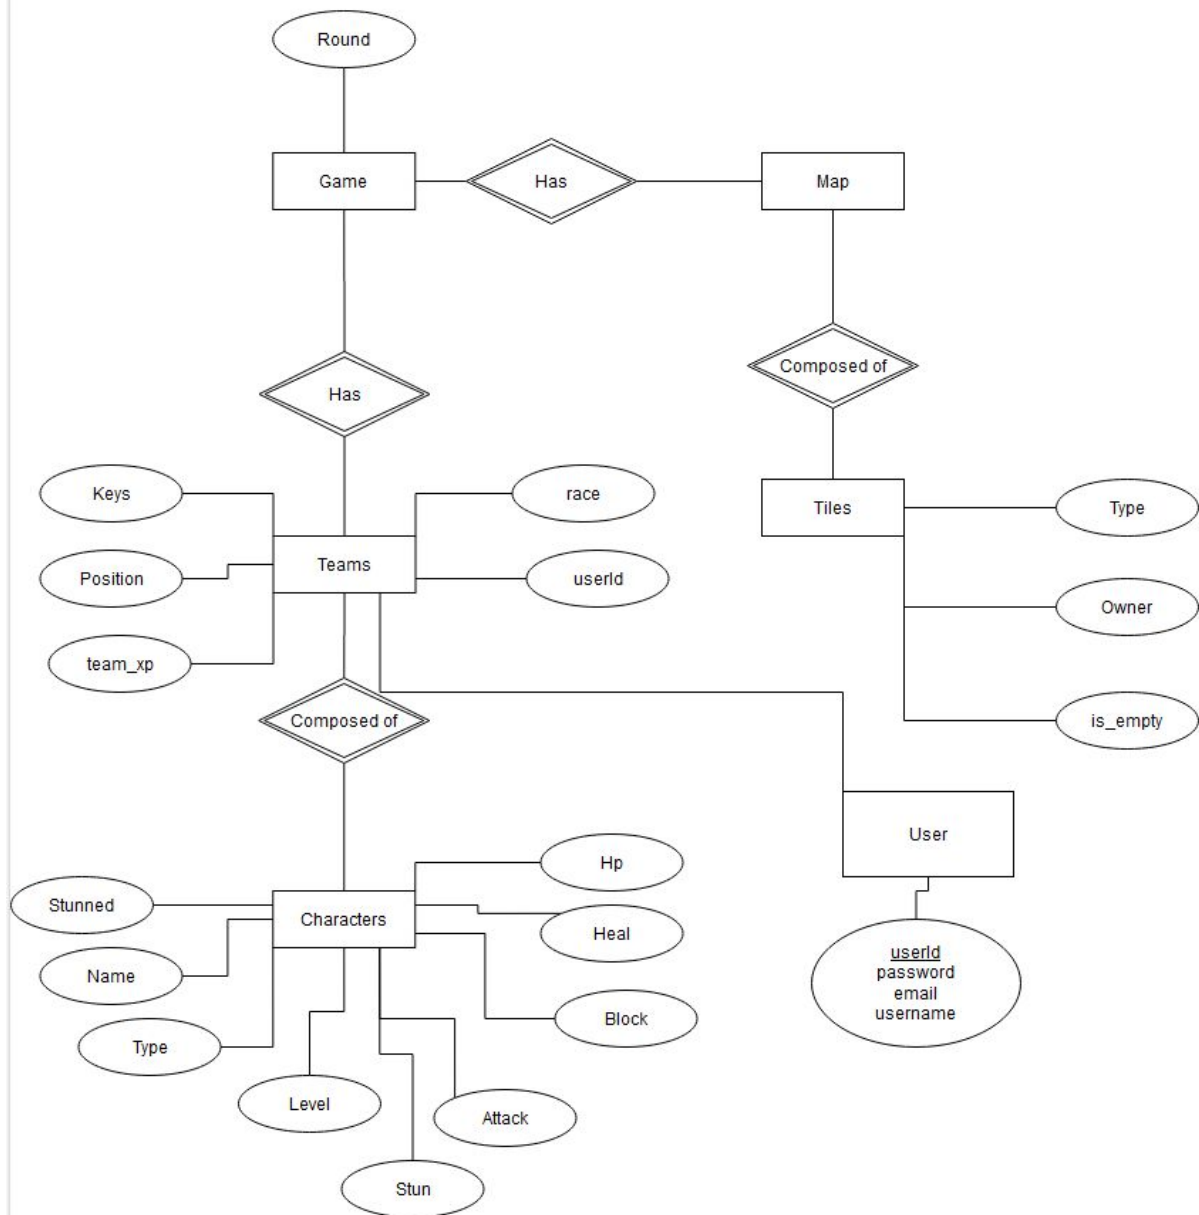 Round
Game
Has
Map
Composed of
Has
Keys
race
Tiles
Type
Teams
Position
userId
Owner
team_xp
Composed of
is_empty
User
Hp
Stunned
Characters
Heal
Name
userId
password
email
username
Block
Type
Level
Attack
Stun